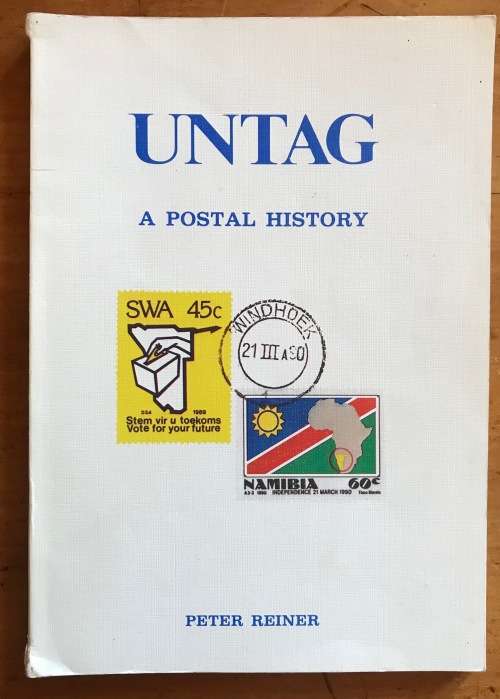 UNTAG
A POSTAL HISTORY
SWA 45c
1989
Stem vir u toekoms
Vote for your future
WINDHOEK
21 III A 90
NAMIBIA 60c
INDEPENDENCE 21 MARCH 1990
PETER REINER